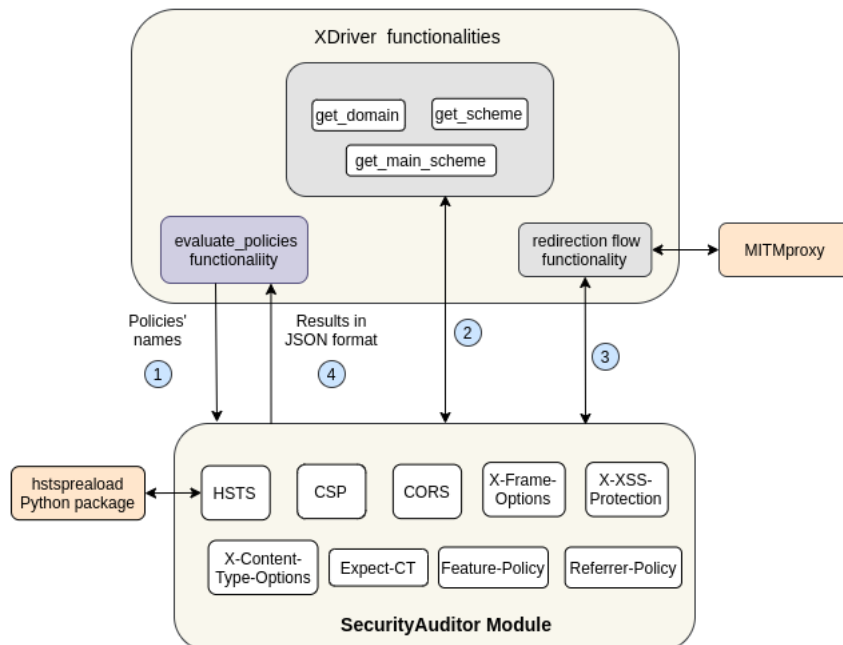 XDriver functionalities
get_domain
get_scheme
get_main_scheme
evaluate_policies
functionaliity
redirection flow
functionality
MITMproxy
Policies'
names
1
Results in
JSON format
4
2
3
hstspreaload
Python package
HSTS
CSP
CORS
X-Frame-
Options
X-XSS-
Protection
X-Content-
Type-Options
Expect-CT
Feature-Policy
Referrer-Policy
SecurityAuditor Module